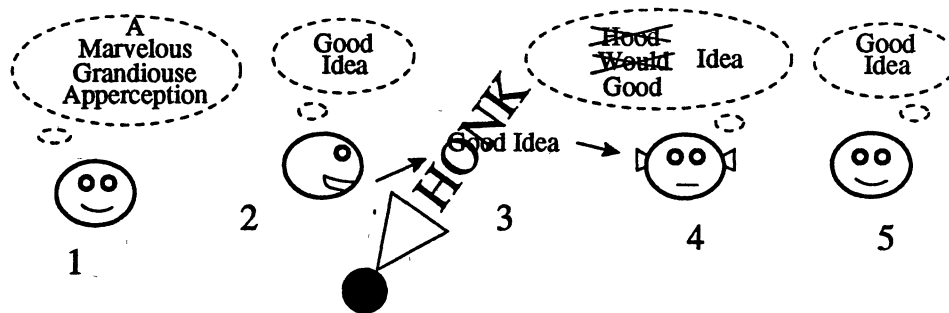 A
Marvelous
Grandiouse
Apperception
Good
Idea
HONK
Good Idea
Hood
Would Idea
Good
Good
Idea
1
2
3
4
5